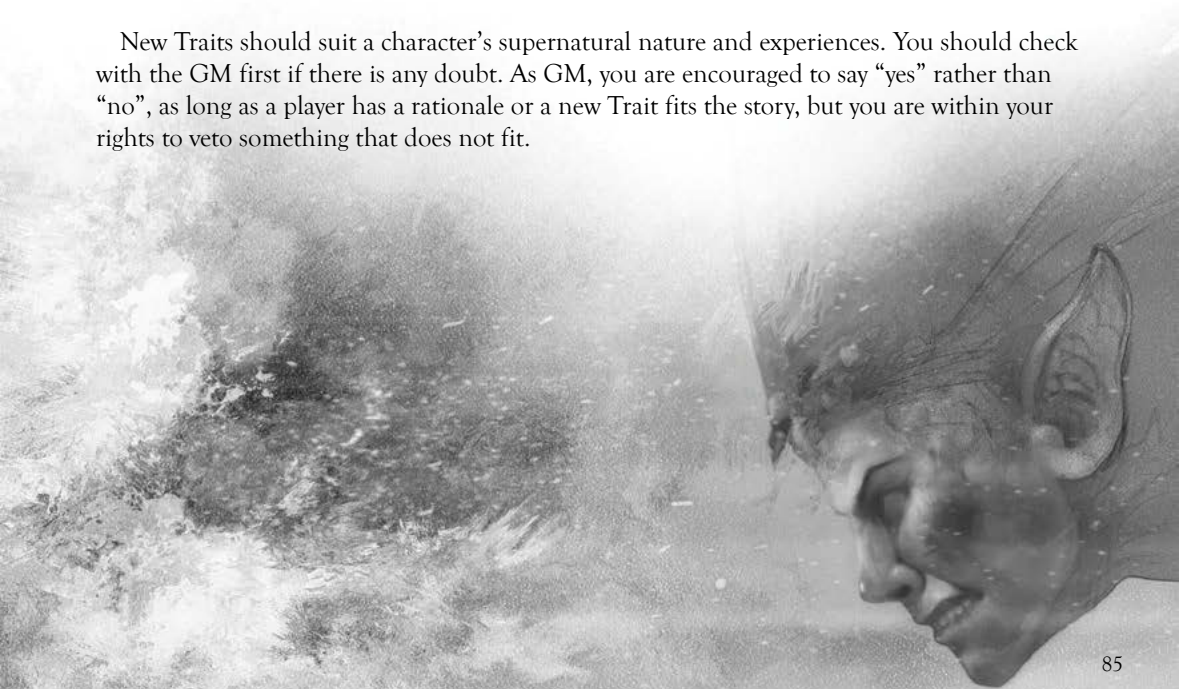 New Traits should suit a character’s supernatural nature and experiences. You should check
with the GM first if there is any doubt. As GM, you are encouraged to say “yes” rather than
“no”, as long as a player has a rationale or a new Trait fits the story, but you are within your
rights to veto something that does not fit.
85